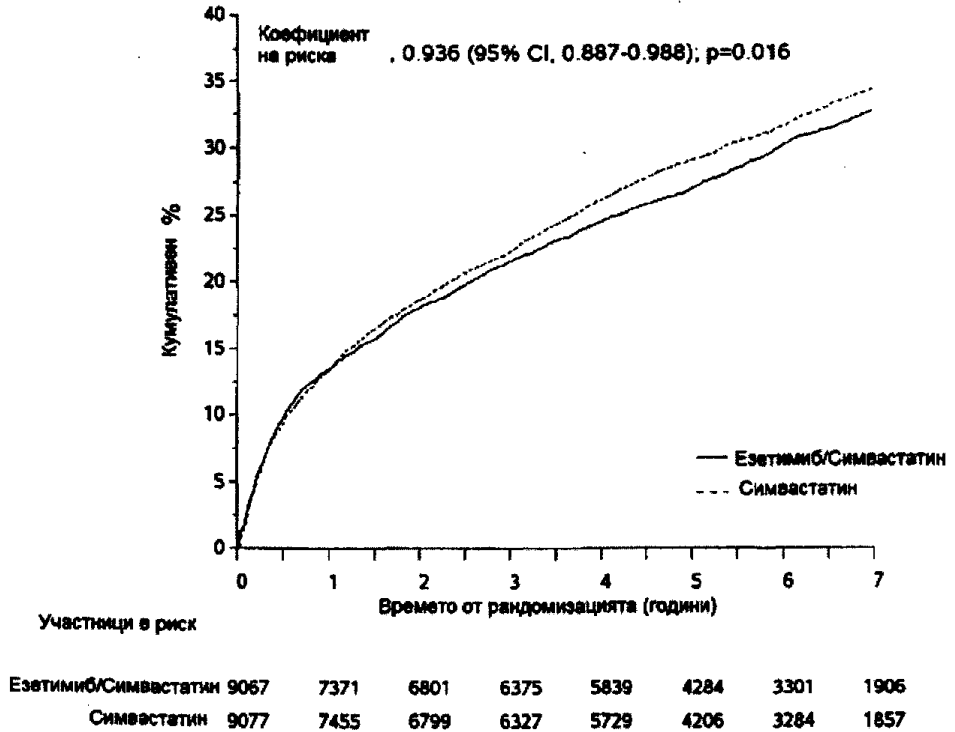 40
Коефициент
на риска , 0.936 (95% CI, 0.887-0.988); p=0.016
35
30
25
20
15
10
5
0
Кумулативен %
Езетимиб/Симвастатин
Симвастатин
0 1 2 3 4 5 6 7
Времето от рандомизацията (години)
Участници в риск
Езетимиб/Симвастатин 9067 7371 6801 6375 5839 4284 3301 1906
Симвастатин 9077 7455 6799 6327 5729 4206 3284 1857